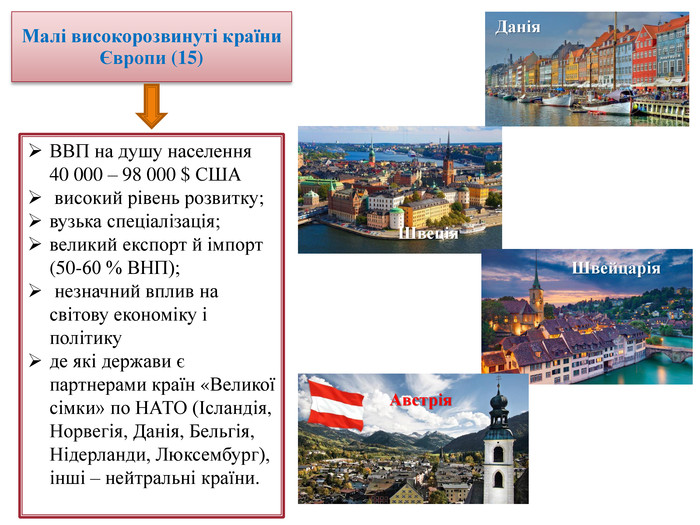 Малі високорозвинуті країни
Європи (15)
ВВП на душу населення
40 000 – 98 000 $ США
високий рівень розвитку;
вузька спеціалізація;
великий експорт й імпорт
(50-60 % ВНП);
незначний вплив на
світову економіку і
політику
де які держави є
партнерами країн «Великої
сімки» по НАТО (Ісландія,
Норвегія, Данія, Бельгія,
Нідерланди, Люксембург),
інші – нейтральні країни.
Данія
Швеція
Швейцарія
Австрія